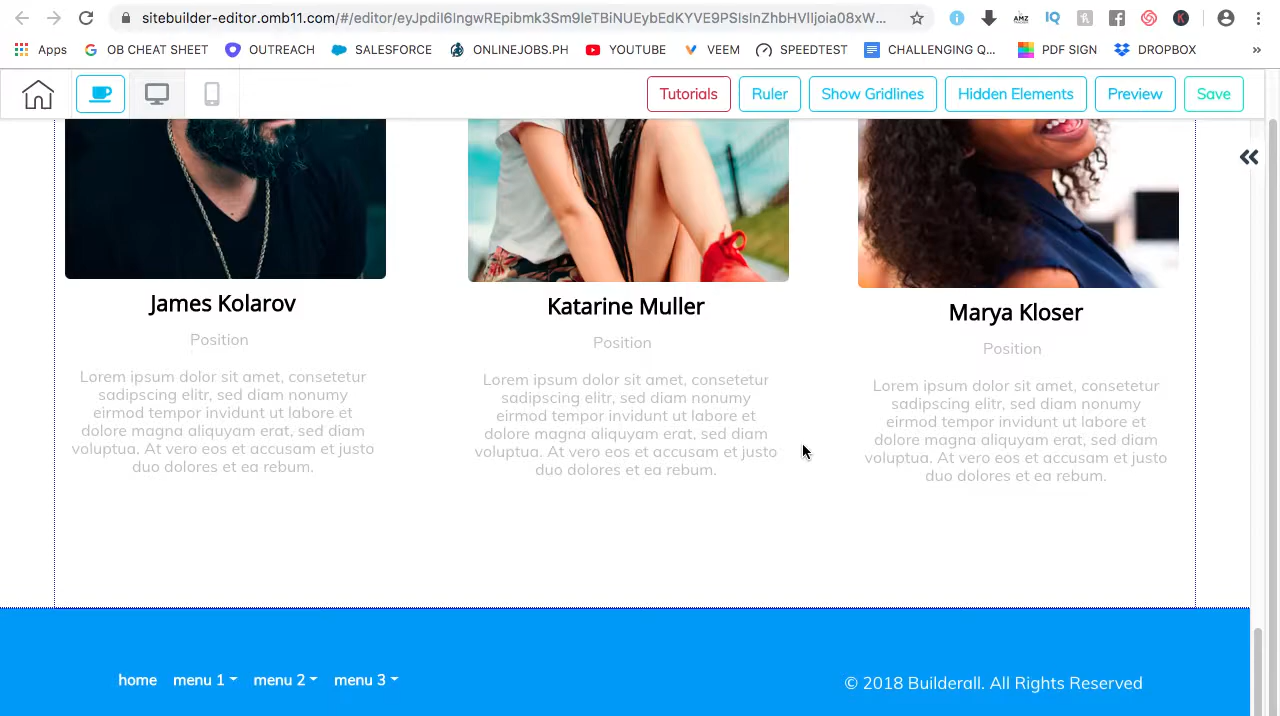 sitebuilder-editor.omb11.com/#/editor/eyJpdiI6IngwREpibmk3Sm9leTBiNUEybEdKYVE9PSIsInZhbHVlIjoia08xW...
Apps OB CHEAT SHEET OUTREACH SALESFORCE ONLINEJOBS.PH YOUTUBE VEEM SPEEDTEST CHALLENGING Q... PDF SIGN DROPBOX »
Tutorials Ruler Show Gridlines Hidden Elements Preview Save
James Kolarov
Position
Lorem ipsum dolor sit amet, consetetur
sadipscing elitr, sed diam nonumy
eirmod tempor invidunt ut labore et
dolore magna aliquyam erat, sed diam
voluptua. At vero eos et accusam et justo
duo dolores et ea rebum.
Katarine Muller
Position
Lorem ipsum dolor sit amet, consetetur
sadipscing elitr, sed diam nonumy
eirmod tempor invidunt ut labore et
dolore magna aliquyam erat, sed diam
voluptua. At vero eos et accusam et justo
duo dolores et ea rebum.
Marya Kloser
Position
Lorem ipsum dolor sit amet, consetetur
sadipscing elitr, sed diam nonumy
eirmod tempor invidunt ut labore et
dolore magna aliquyam erat, sed diam
voluptua. At vero eos et accusam et justo
duo dolores et ea rebum.
home menu 1 menu 2 menu 3
© 2018 Builderall. All Rights Reserved